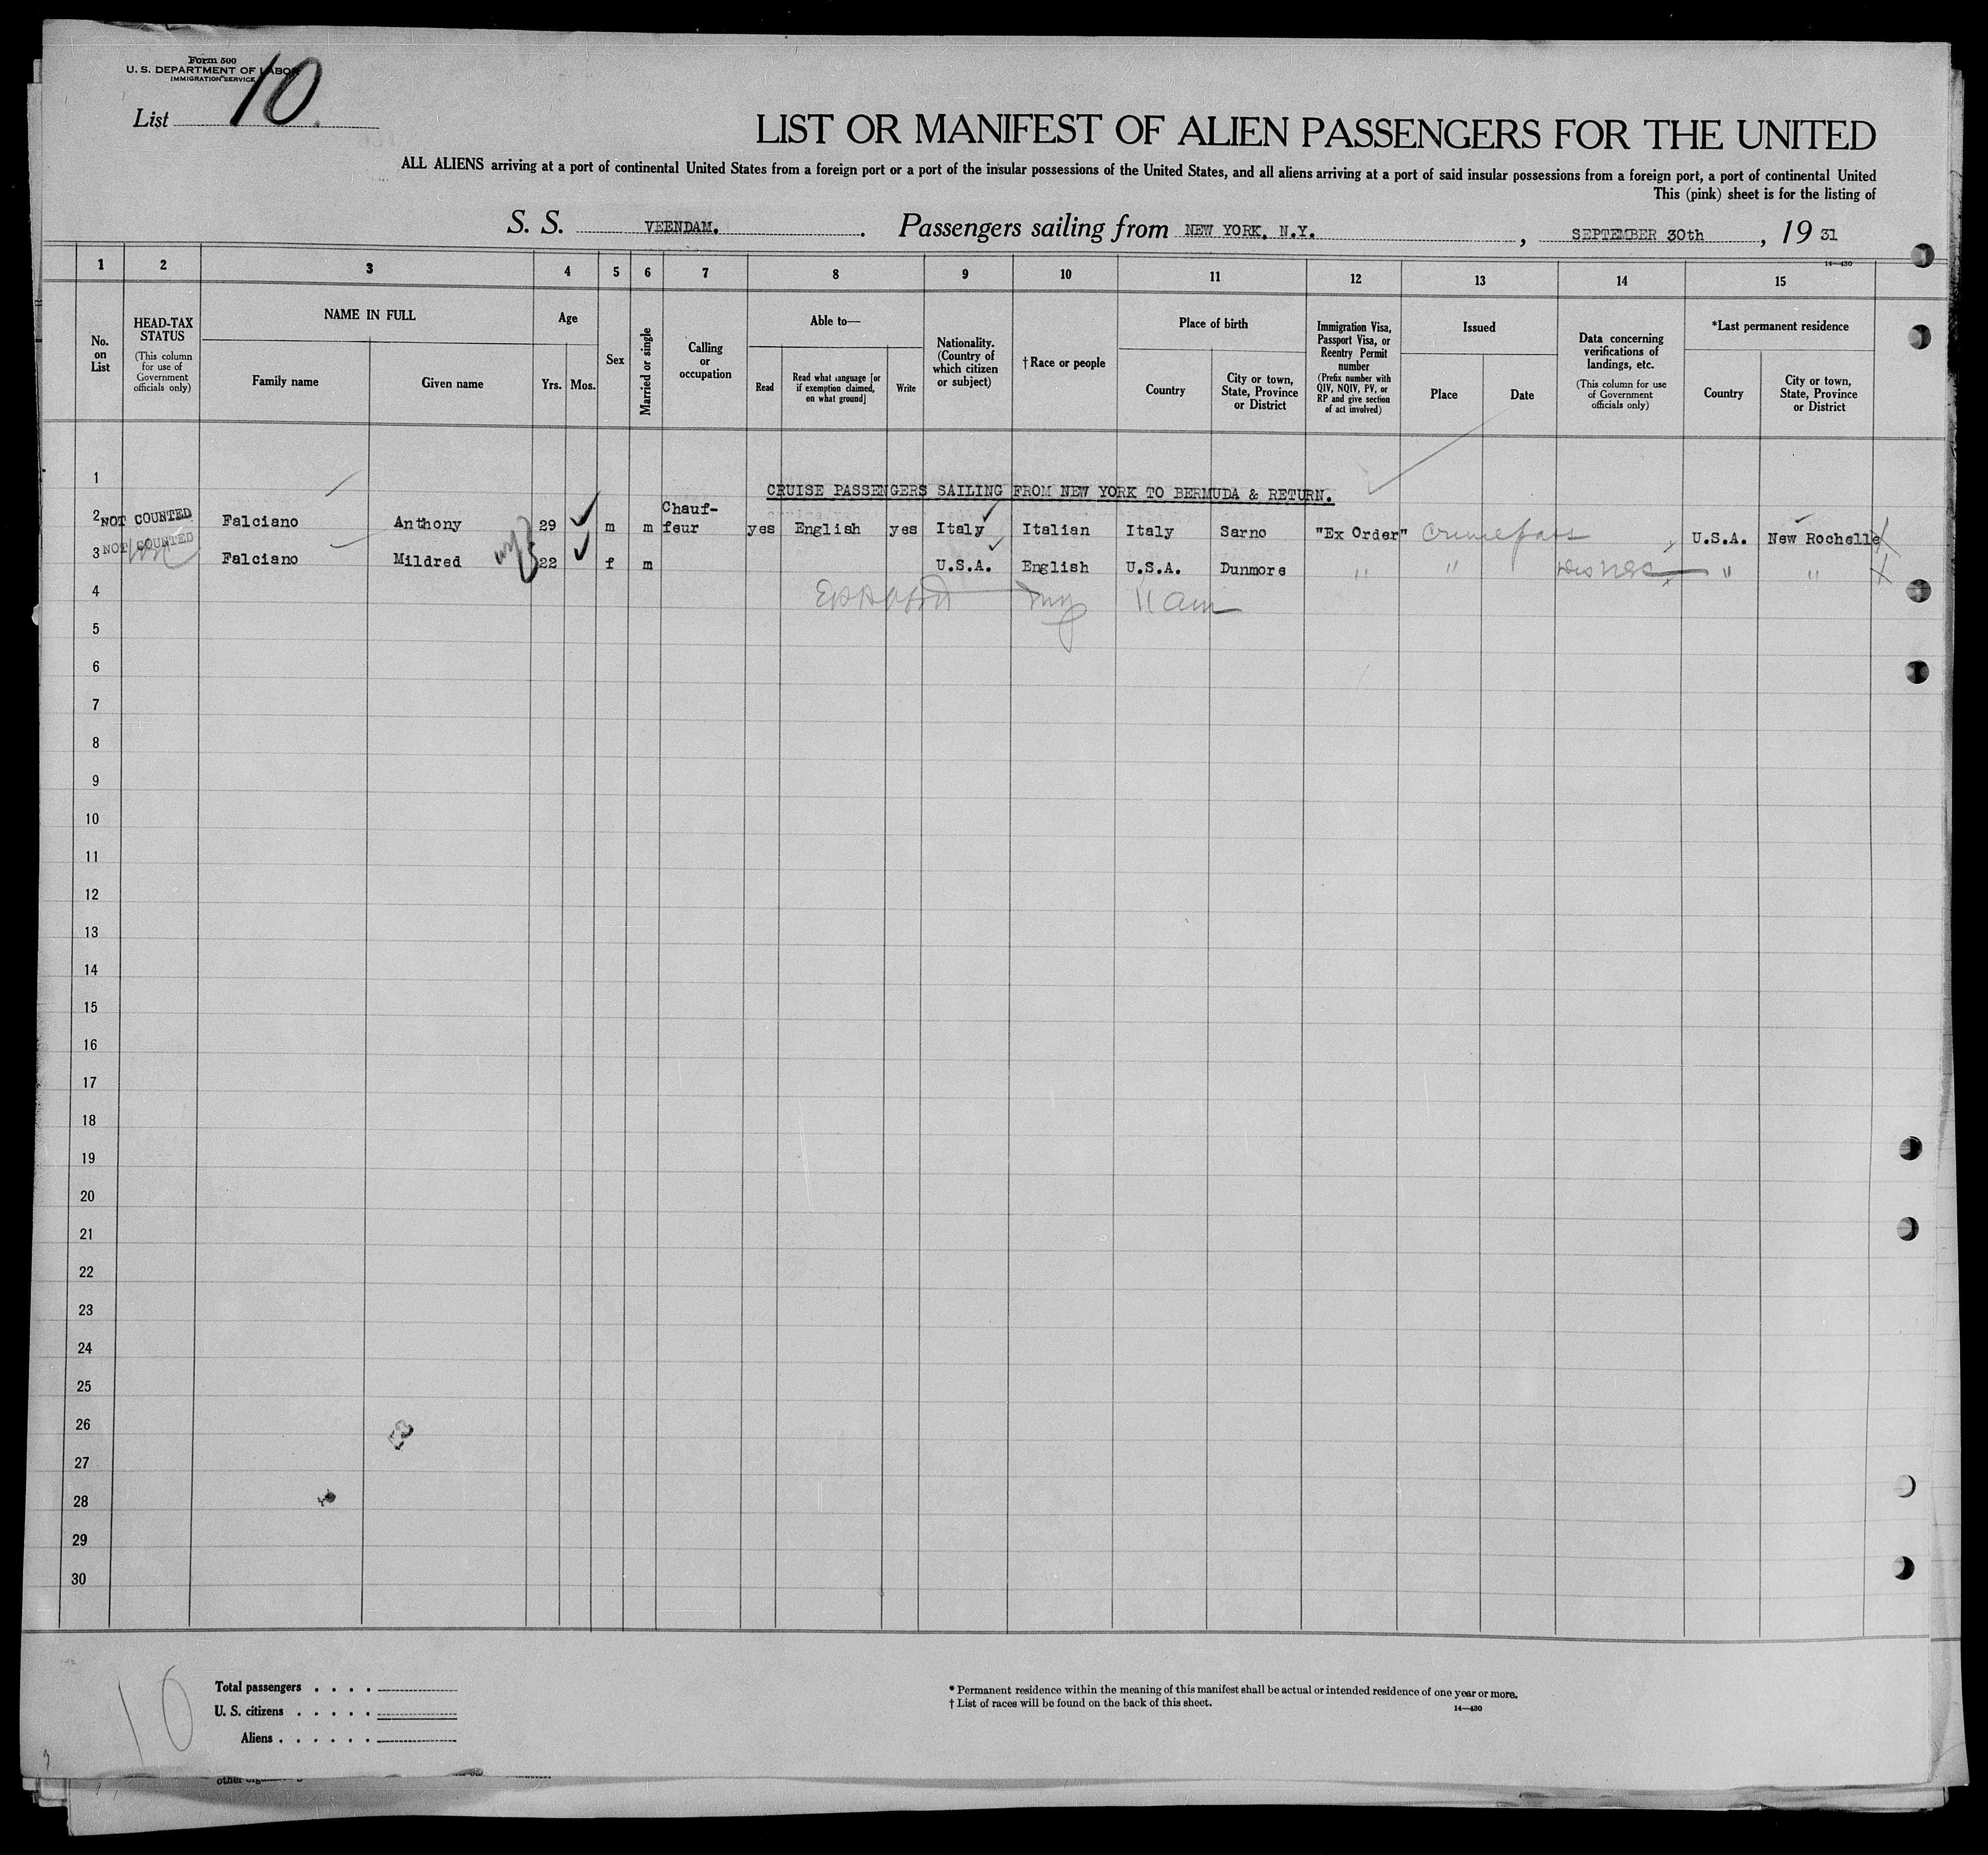 Form 500
U. S. DEPARTMENT OF LABOR
IMMIGRATION SERVICE
List 10
LIST OR MANIFEST OF ALIEN PASSENGERS FOR THE UNITED
ALL ALIENS arriving at a port of continental United States from a foreign port or a port of the insular possessions of the United States, and all aliens arriving at a port of said insular possessions from a foreign port, a port of continental United
This (pink) sheet is for the listing of
S. S. VEENDAM. Passengers sailing from NEW YORK, N.Y., SEPTEMBER 30th, 19 31
14—430
1 2 3 4 5 6 7 8 9 10 11 12 13 14 15
No. on List
HEAD-TAX STATUS
(This column for use of Government officials only)
NAME IN FULL
Family name
Given name
Age
Yrs.
Mos.
Sex
Married or single
Calling or occupation
Able to—
Read
Read what language [or if exemption claimed, on what ground]
Write
Nationality. (Country of which citizen or subject)
†Race or people
Place of birth
Country
City or town, State, Province or District
Immigration Visa, Passport Visa, or Reentry Permit number
(Prefix number with QIV, NQIV, PV, or RP and give section of act involved)
Issued
Place
Date
Data concerning verifications of landings, etc.
(This column for use of Government officials only)
*Last permanent residence
Country
City or town, State, Province or District
1
CRUISE PASSENGERS SAILING FROM NEW YORK TO BERMUDA & RETURN.
2 NOT COUNTED Falciano Anthony 29 m m Chauf-feur yes English yes Italy Italian Italy Sarno "Ex Order" U.S.A. New Rochelle
3 NOT COUNTED Falciano Mildred 22 f m U.S.A. English U.S.A. Dunmore " " " "
4 11 am
5
6
7
8
9
10
11
12
13
14
15
16
17
18
19
20
21
22
23
24
25
26
27
28
29
30
10
Total passengers . . . .
U. S. citizens . . . . .
Aliens . . . . . .
* Permanent residence within the meaning of this manifest shall be actual or intended residence of one year or more.
† List of races will be found on the back of this sheet.
14—430
other